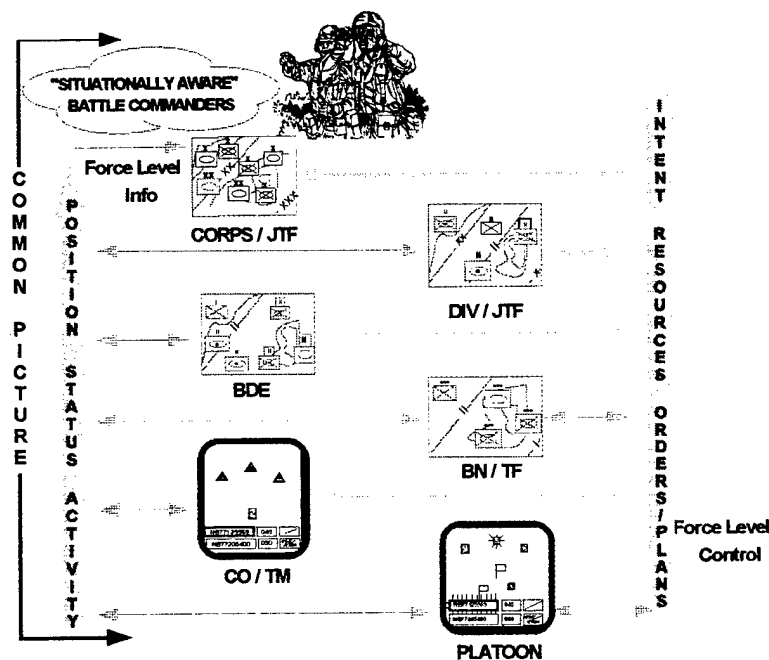 "SITUATIONALLY AWARE"
BATTLE COMMANDERS
COMMON PICTURE
Force Level
Info
POSITION STATUS ACTIVITY
CORPS / JTF
DIV / JTF
BDE
BN / TF
CO / TM
PLATOON
INTENT RESOURCES ORDERS/PLANS
Force Level
Control